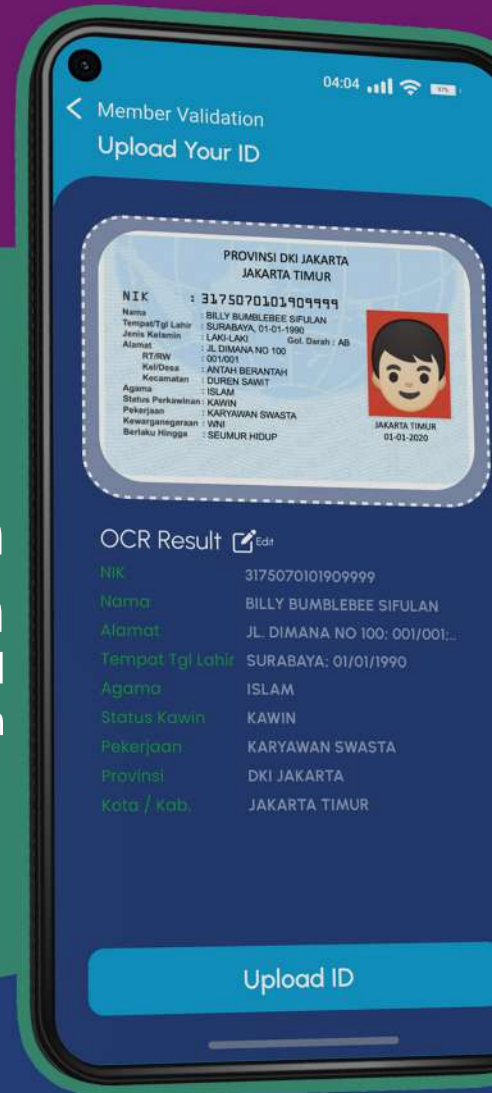 04:04
37%
Member Validation
Upload Your ID
PROVINSI DKI JAKARTA
JAKARTA TIMUR
NIK : 3175070101909999
Nama : BILLY BUMBLEBEE SIFULAN
Tempat/Tgl Lahir : SURABAYA, 01-01-1990
Jenis Kelamin : LAKI-LAKI Gol. Darah : AB
Alamat : JL. DIMANA NO 100
RT/RW : 001/001
Kel/Desa : ANTAH BERANTAH
Kecamatan : DUREN SAWIT
Agama : ISLAM
Status Perkawinan: KAWIN
Pekerjaan : KARYAWAN SWASTA
Kewarganegaraan : WNI
Berlaku Hingga : SEUMUR HIDUP
JAKARTA TIMUR
01-01-2020
OCR Result Edit
NIK 3175070101909999
Nama BILLY BUMBLEBEE SIFULAN
Alamat JL. DIMANA NO 100; 001/001;..
Tempat Tgl Lahir SURABAYA; 01/01/1990
Agama ISLAM
Status Kawin KAWIN
Pekerjaan KARYAWAN SWASTA
Provinsi DKI JAKARTA
Kota / Kab. JAKARTA TIMUR
Upload ID